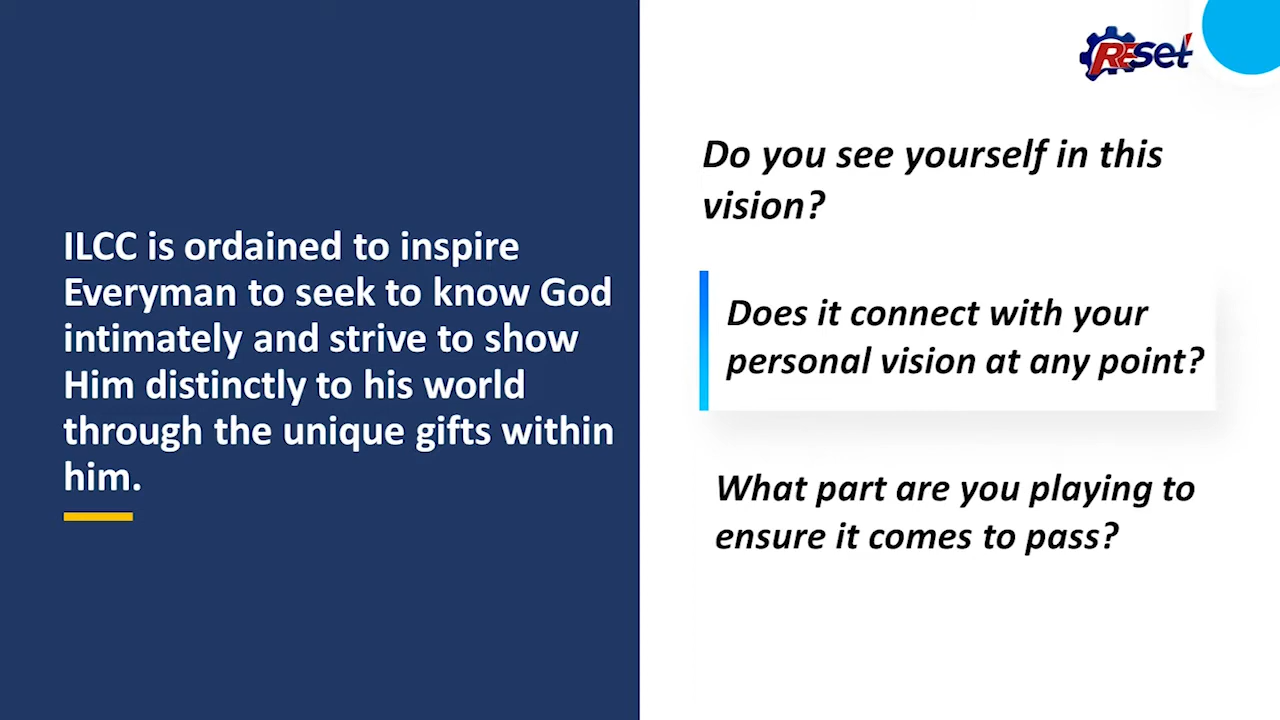 ILCC is ordained to inspire
Everyman to seek to know God
intimately and strive to show
Him distinctly to his world
through the unique gifts within
him.
REset
Do you see yourself in this
vision?
Does it connect with your
personal vision at any point?
What part are you playing to
ensure it comes to pass?